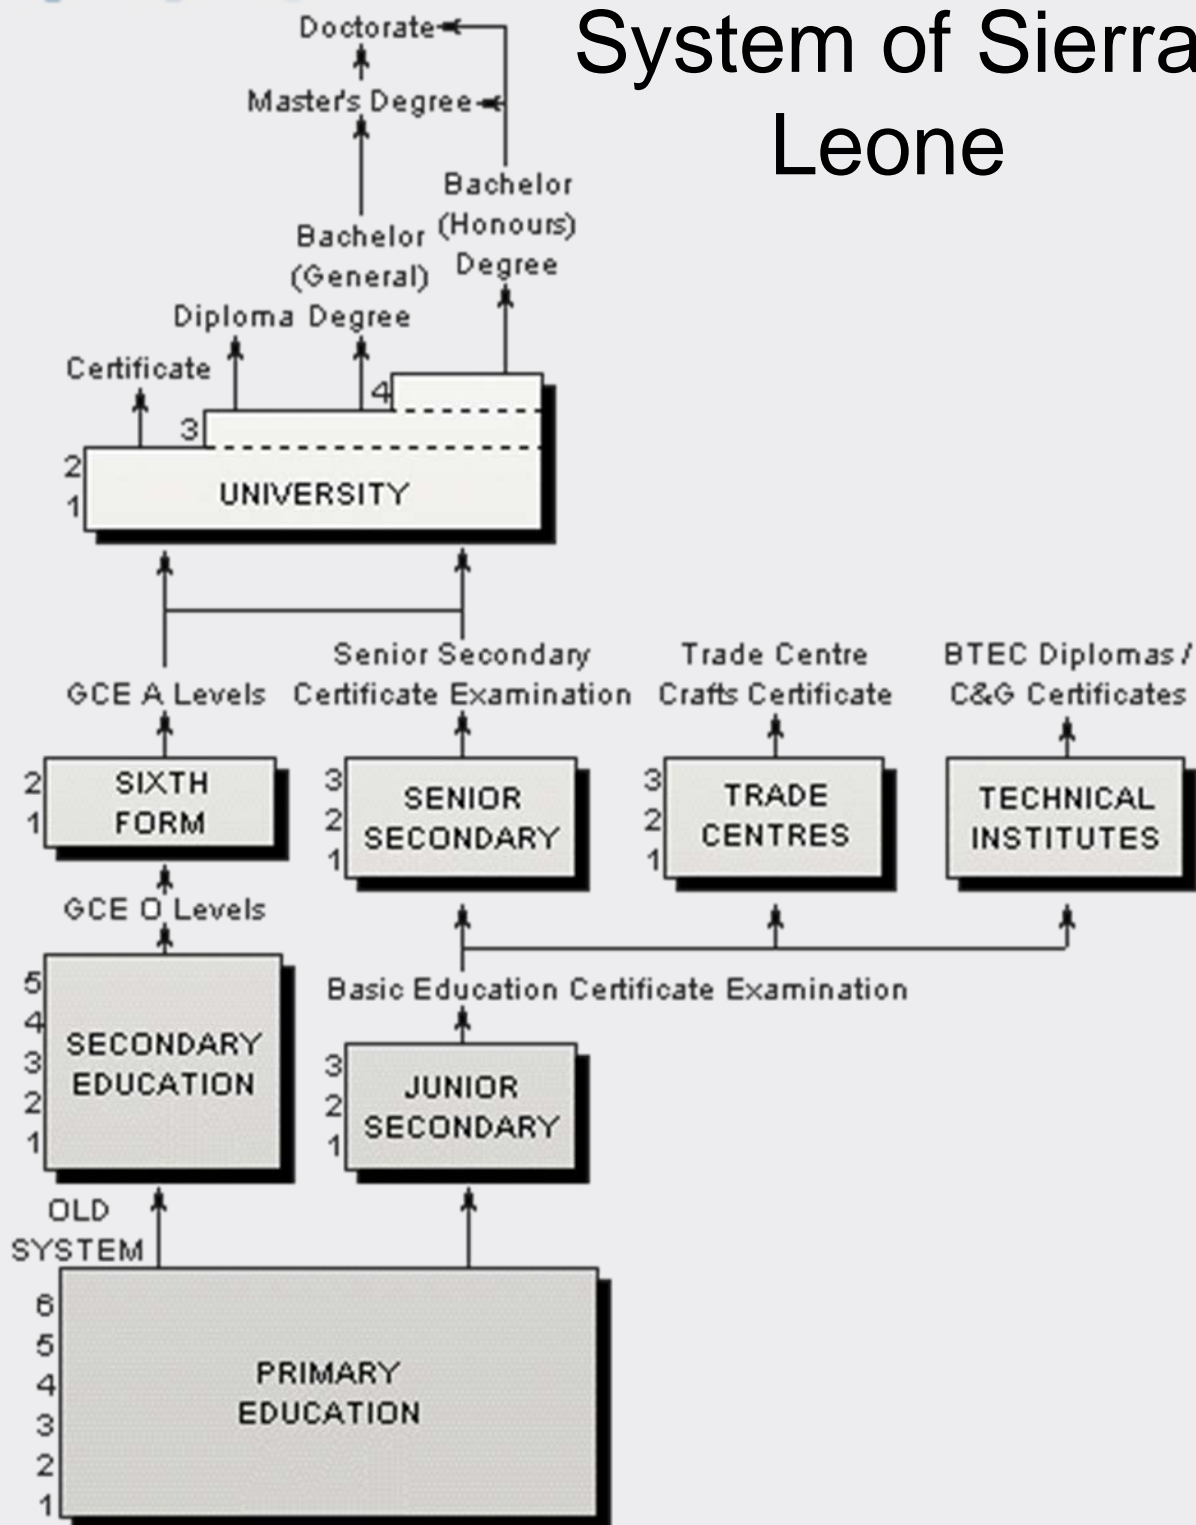 System of Sierra
Leone
Doctorate
Master's Degree
Bachelor
(Honours)
Degree
Bachelor
(General)
Diploma Degree
Certificate
4
3
2
1
UNIVERSITY
GCE A Levels
Senior Secondary
Certificate Examination
Trade Centre
Crafts Certificate
BTEC Diplomas /
C&G Certificates
2
1
SIXTH
FORM
3
2
1
SENIOR
SECONDARY
3
2
1
TRADE
CENTRES
TECHNICAL
INSTITUTES
GCE O Levels
Basic Education Certificate Examination
5
4
3
2
1
SECONDARY
EDUCATION
3
2
1
JUNIOR
SECONDARY
OLD
SYSTEM
6
5
4
3
2
1
PRIMARY
EDUCATION